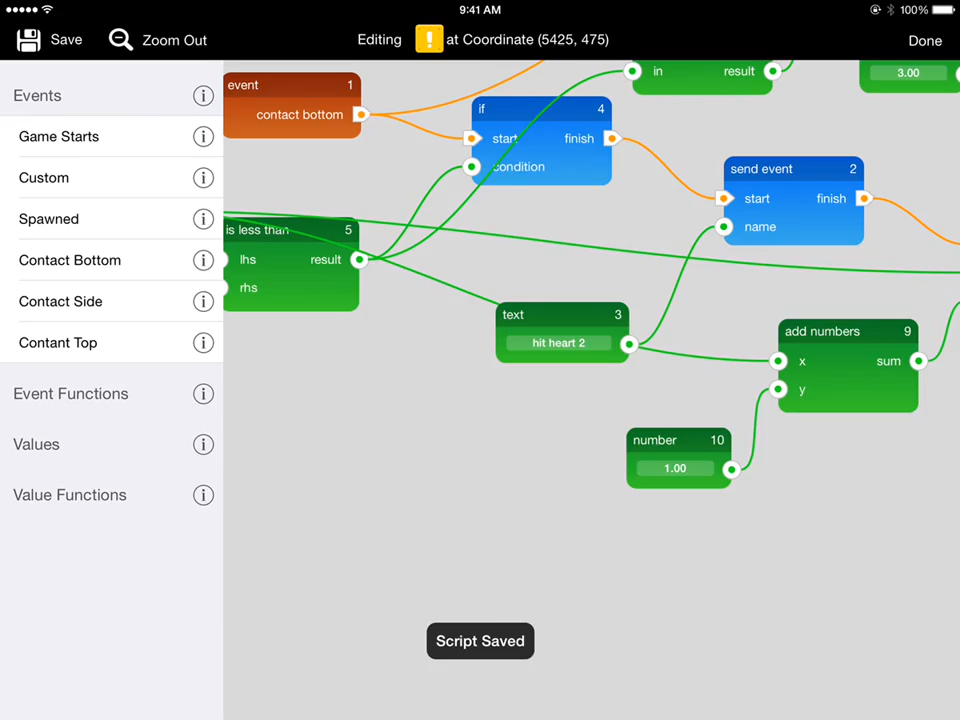 9:41 AM
100%
Save
Zoom Out
Editing ! at Coordinate (5425, 475)
Done
Events
Game Starts
Custom
Spawned
Contact Bottom
Contact Side
Contant Top
Event Functions
Values
Value Functions
event 1
contact bottom
if 4
start finish
condition
in result
3.00
send event 2
start finish
name
is less than 5
lhs result
rhs
text 3
hit heart 2
add numbers 9
x sum
y
number 10
1.00
Script Saved